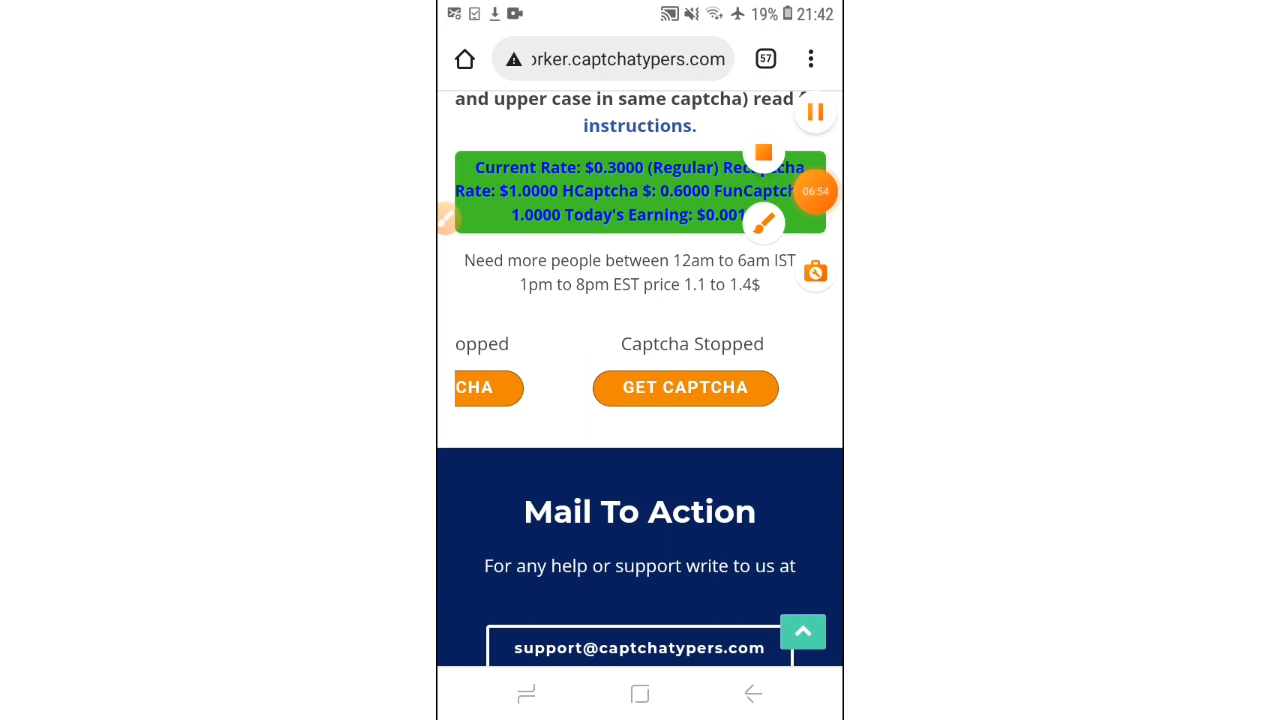 19% 21:42
orker.captchatypers.com 57
and upper case in same captcha) read
instructions.
Current Rate: $0.3000 (Regular)
Rate: $1.0000 HCaptcha $: 0.6000
06:54
1.0000 Today's Earning: $0.001
Need more people between 12am to 6am IST
1pm to 8pm EST price 1.1 to 1.4$
opped Captcha Stopped
CHA GET CAPTCHA
Mail To Action
For any help or support write to us at
support@captchatypers.com